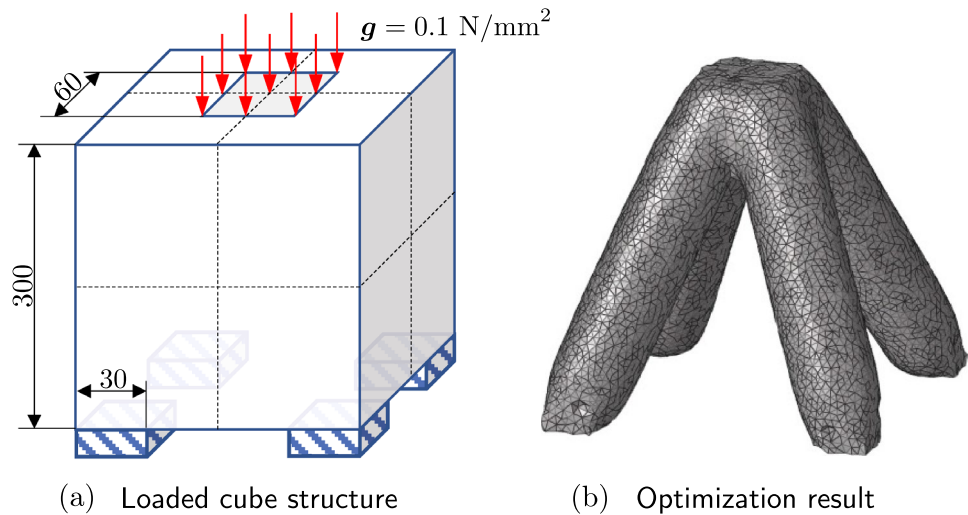 g = 0.1 N/mm²
60
300
30
(a) Loaded cube structure
(b) Optimization result